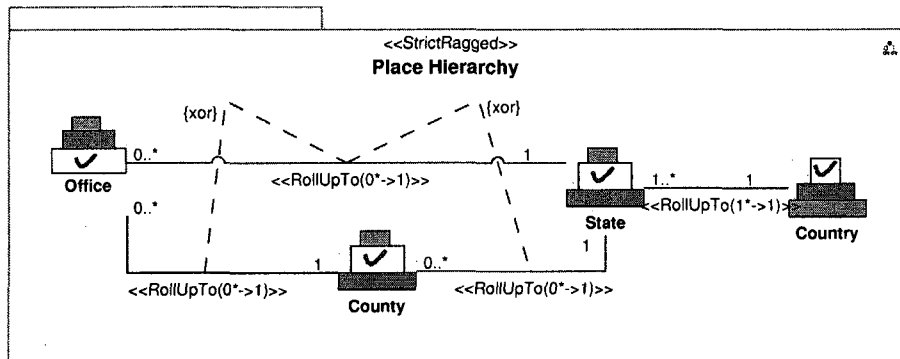 <<StrictRagged>>
Place Hierarchy
{xor}
{xor}
0..*
1
<<RollUpTo(0*->1)>>
Office
1..*
1
<<RollUpTo(1*->1)>>
State
Country
0..*
1
0..*
1
<<RollUpTo(0*->1)>>
<<RollUpTo(0*->1)>>
County